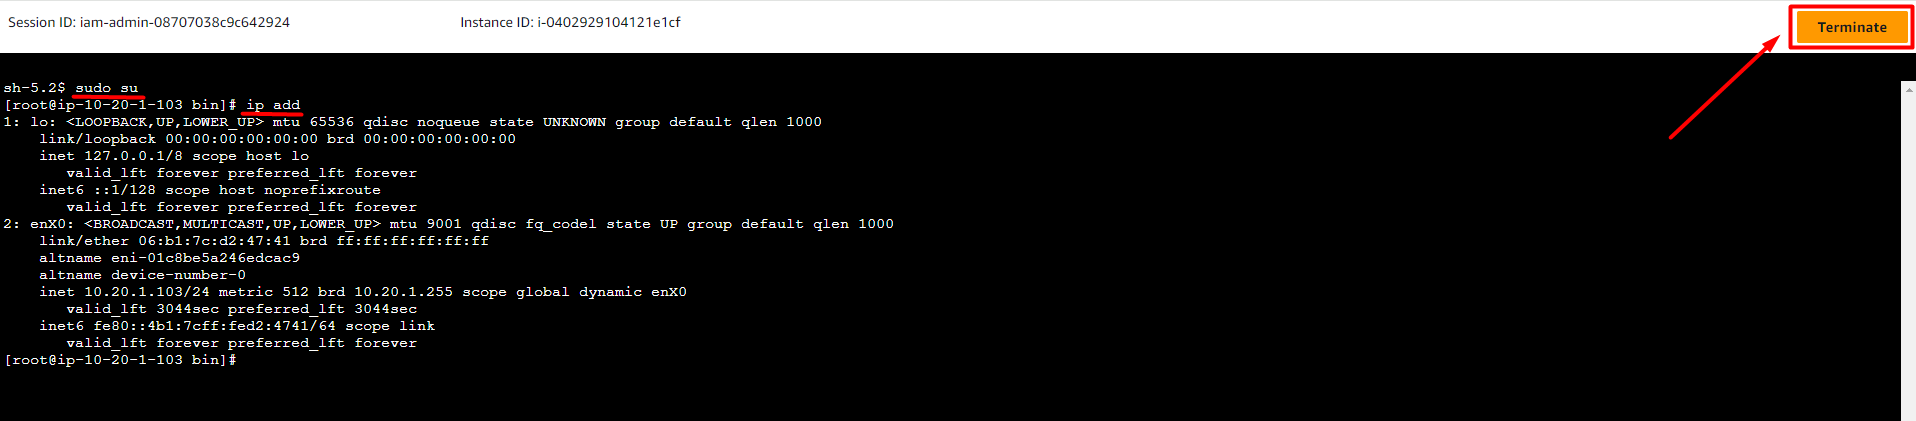 Session ID: iam-admin-08707038c9c642924
Instance ID: i-0402929104121e1cf
Terminate
sh-5.2$ sudo su
[root@ip-10-20-1-103 bin]# ip add
1: lo: <LOOPBACK,UP,LOWER_UP> mtu 65536 qdisc noqueue state UNKNOWN group default qlen 1000
    link/loopback 00:00:00:00:00:00 brd 00:00:00:00:00:00
    inet 127.0.0.1/8 scope host lo
       valid_lft forever preferred_lft forever
    inet6 ::1/128 scope host noprefixroute
       valid_lft forever preferred_lft forever
2: enX0: <BROADCAST,MULTICAST,UP,LOWER_UP> mtu 9001 qdisc fq_codel state UP group default qlen 1000
    link/ether 06:b1:7c:d2:47:41 brd ff:ff:ff:ff:ff:ff
    altname eni-01c8be5a246edcac9
    altname device-number-0
    inet 10.20.1.103/24 metric 512 brd 10.20.1.255 scope global dynamic enX0
       valid_lft 3044sec preferred_lft 3044sec
    inet6 fe80::4b1:7cff:fed2:4741/64 scope link
       valid_lft forever preferred_lft forever
[root@ip-10-20-1-103 bin]#